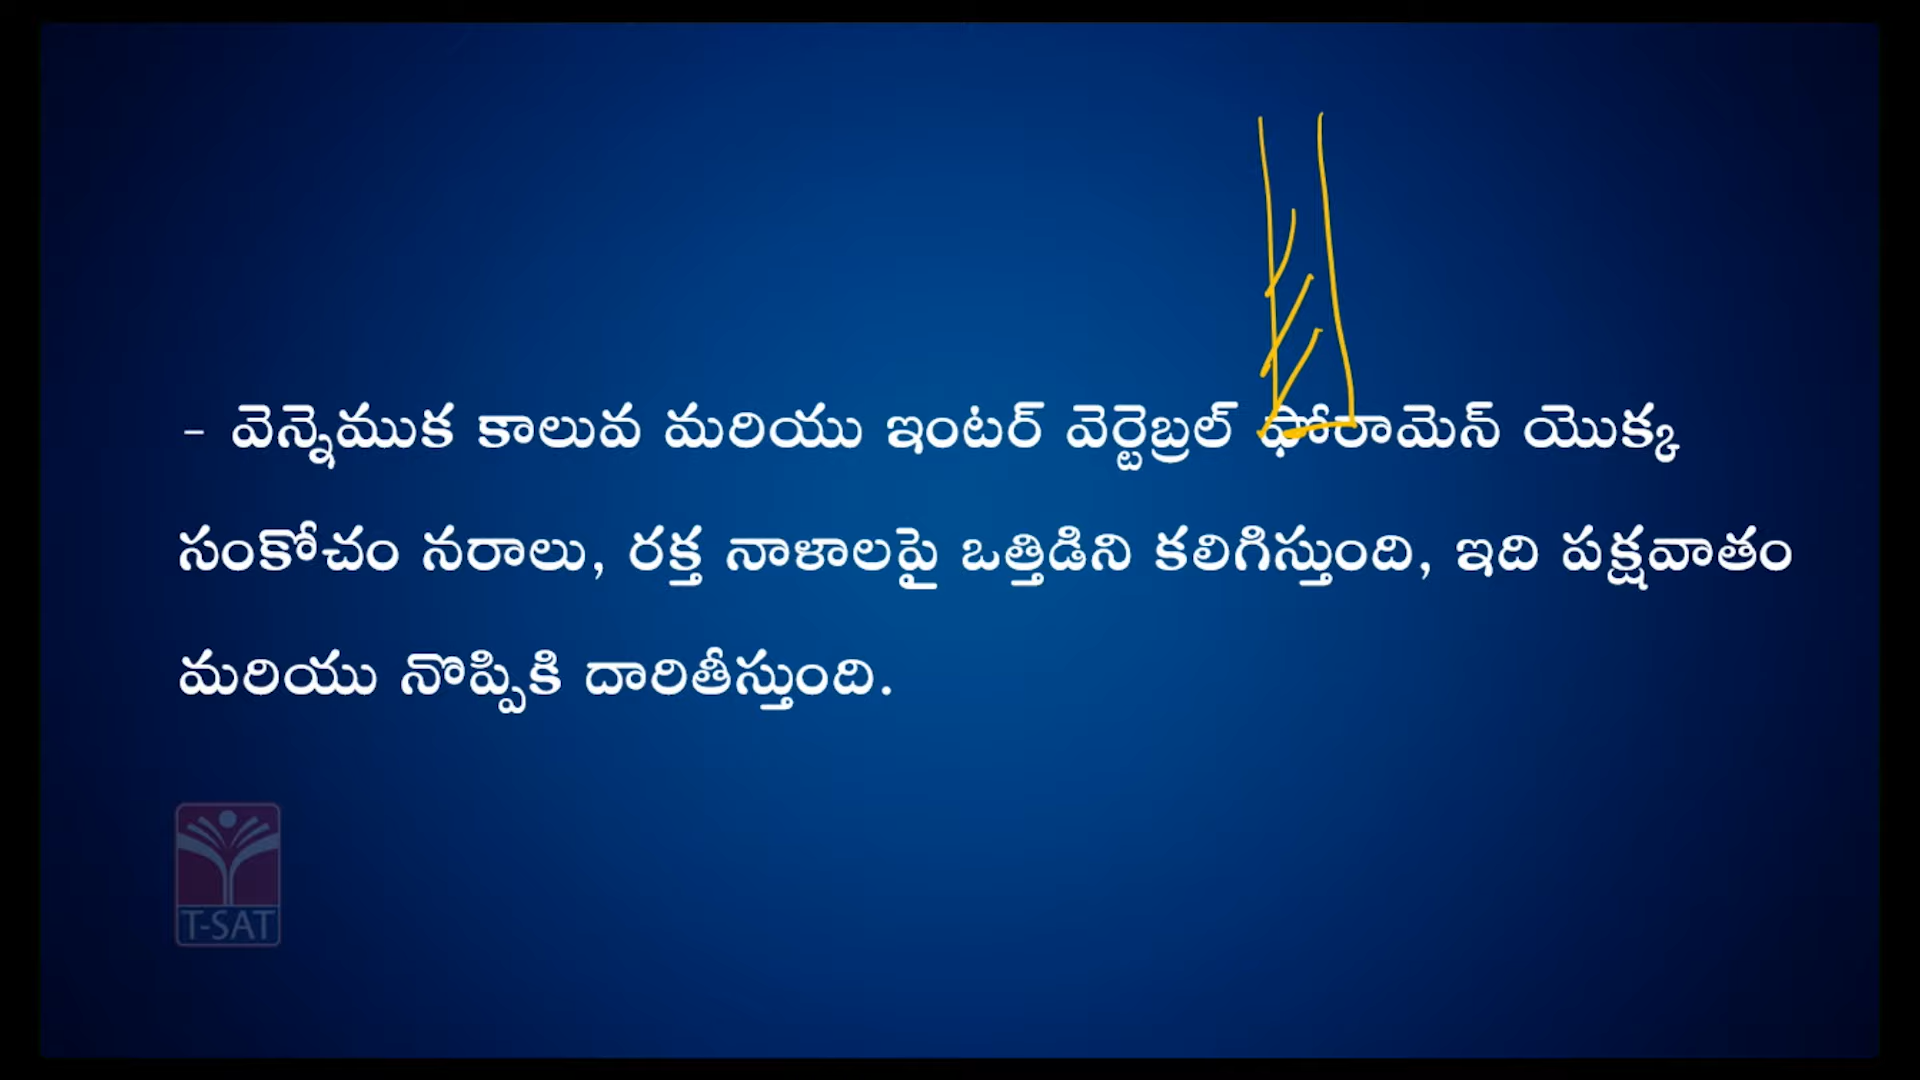 - వెన్నెముక కాలువ మరియు ఇంటర్ వెర్టెబ్రల్ ఫోరామెన్ యొక్క
సంకోచం నరాలు, రక్త నాళాలపై ఒత్తిడిని కలిగిస్తుంది, ఇది పక్షవాతం
మరియు నొప్పికి దారితీస్తుంది.
T-SAT